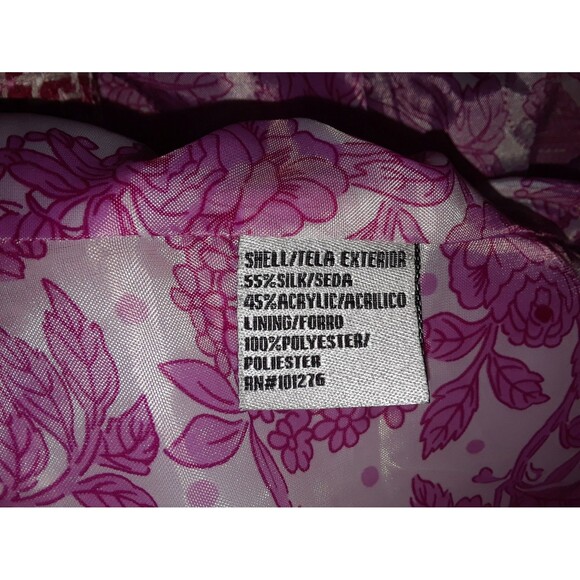 SHELL/TELA EXTERIOR
55%SILK/SEDA
45%ACRYLIC/ACRILICO
LINING/FORRO
100%POLYESTER/
POLIESTER
RN#101276